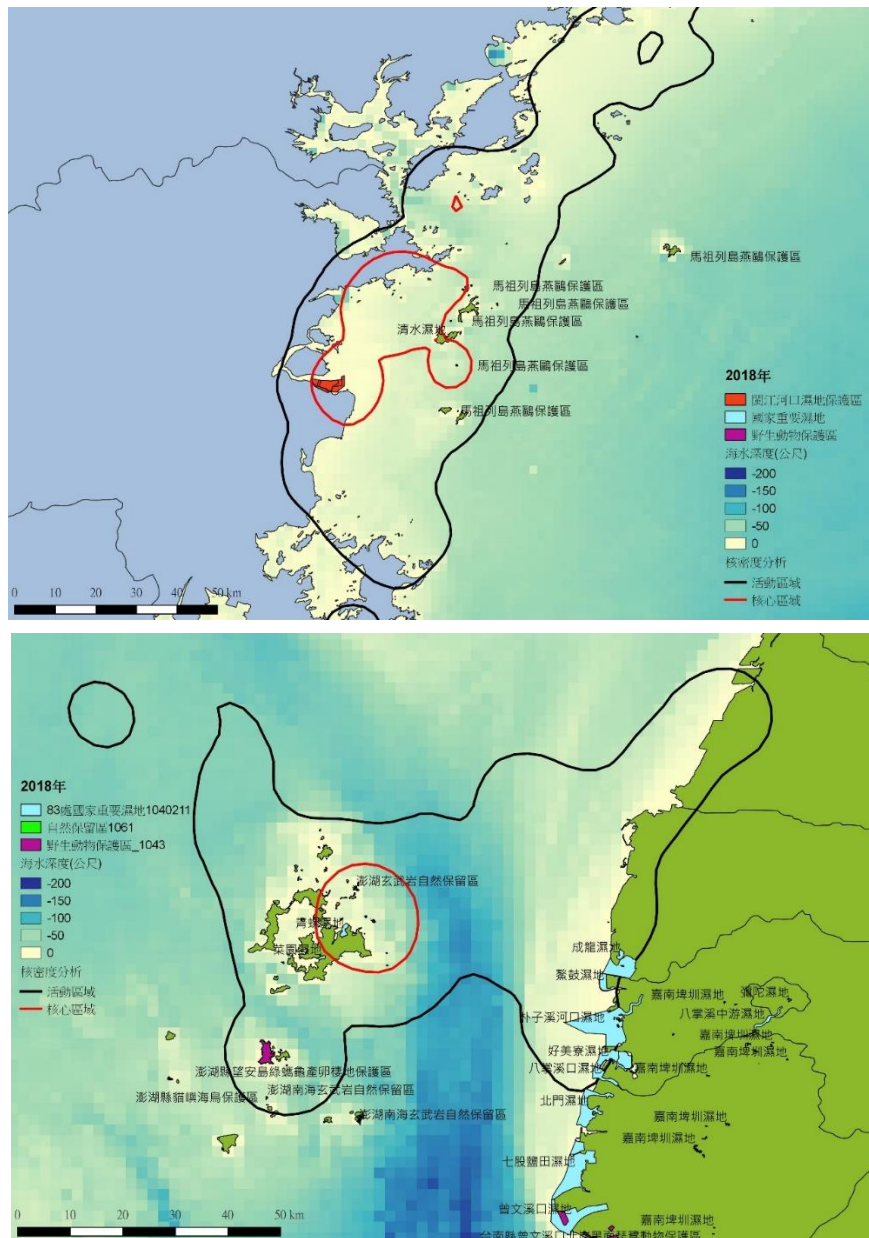 馬祖列島燕鷗保護區
馬祖列島燕鷗保護區
馬祖列島燕鷗保護區
馬祖列島燕鷗保護區
清水濕地
馬祖列島燕鷗保護區
馬祖列島燕鷗保護區
2018年
閩江河口濕地保護區
國家重要濕地
野生動物保護區
海水深度(公尺)
-200
-150
-100
-50
0
核密度分析
活動區域
核心區域
0 10 20 30 40 50 km
2018年
83處國家重要濕地1040211
自然保留區1061
野生動物保護區_1043
海水深度(公尺)
-200
-150
-100
-50
0
核密度分析
活動區域
核心區域
澎湖玄武岩自然保留區
青螺濕地
菜園濕地
成龍濕地
鰲鼓濕地
嘉南埤圳濕地
彌陀濕地
朴子溪河口濕地
八掌溪中游濕地
嘉南埤圳濕地
好美寮濕地
嘉南埤圳濕地
八掌溪口濕地
嘉南埤圳濕地
澎湖縣望安島綠蠵龜產卵棲地保護區
澎湖南海玄武岩自然保留區
澎湖縣貓嶼海鳥保護區
北門濕地
澎湖南海玄武岩自然保留區
嘉南埤圳濕地
嘉南埤圳濕地
七股鹽田濕地
曾文溪口濕地
嘉南埤圳濕地
0 10 20 30 40 50 km